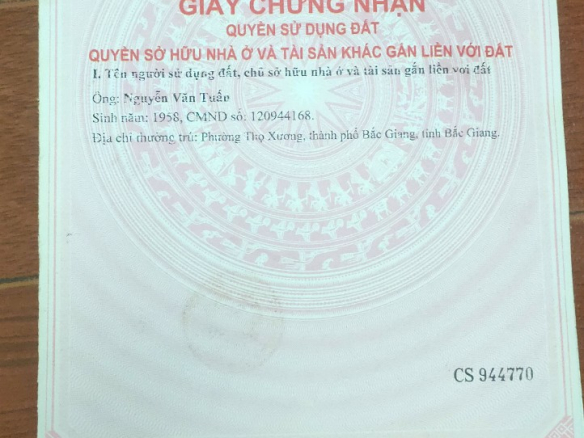 GIẤY CHỨNG NHẬN
QUYỀN SỬ DỤNG ĐẤT
QUYỀN SỞ HỮU NHÀ Ở VÀ TÀI SẢN KHÁC GẮN LIỀN VỚI ĐẤT
I. Tên người sử dụng đất, chủ sở hữu nhà ở và tài sản gắn liền với đất
Ông: Nguyễn Văn Tuấn
Sinh năm: 1958, CMND số: 120944168.
Địa chỉ thường trú: Phường Thọ Xương, thành phố Bắc Giang, tỉnh Bắc Giang.
CS 944770